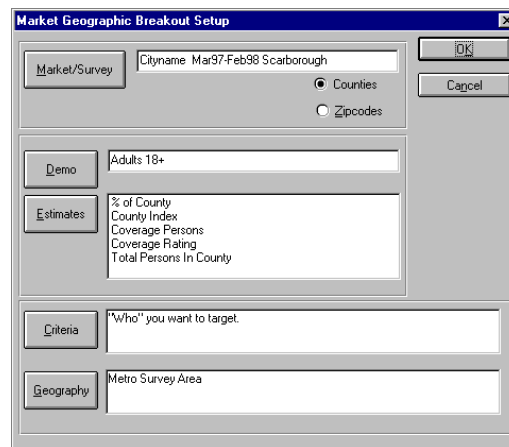 Market Geographic Breakout Setup
Market/Survey
Cityname Mar97-Feb98 Scarborough
Counties
Zipcodes
OK
Cancel
Demo
Adults 18+
Estimates
% of County
County Index
Coverage Persons
Coverage Rating
Total Persons In County
Criteria
"Who" you want to target.
Geography
Metro Survey Area